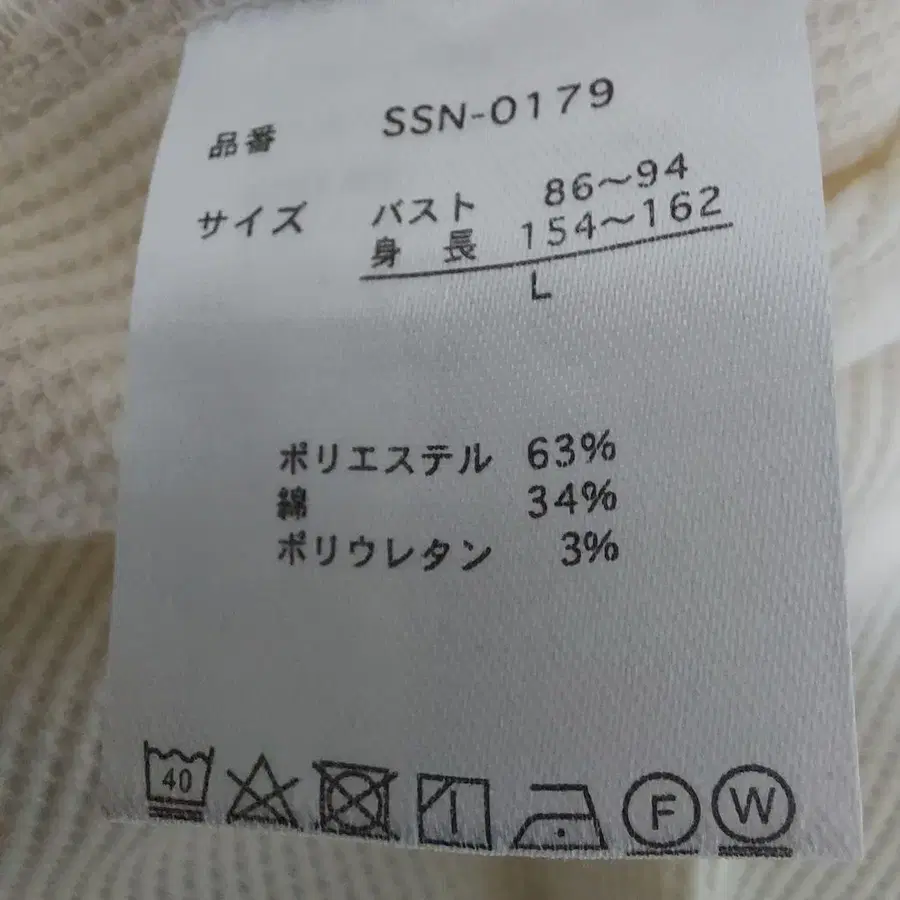 品番 SSN-0179
サイズ バスト 86〜94
身長 154〜162
L
ポリエステル 63%
綿 34%
ポリウレタン 3%
40 F W